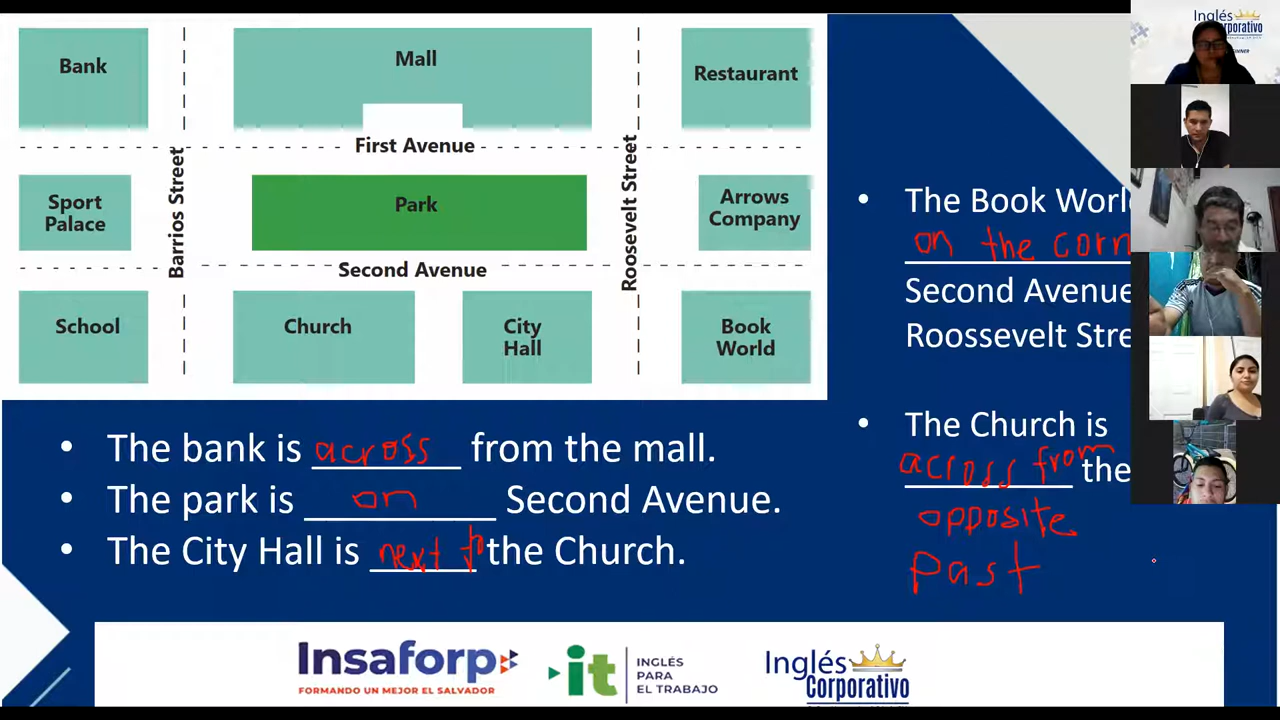 Bank
Mall
Restaurant
First Avenue
Barrios Street
Roosevelt Street
Sport
Palace
Park
Arrows
Company
Second Avenue
School
Church
City
Hall
Book
World
• The bank is across from the mall.
• The park is on Second Avenue.
• The City Hall is next to the Church.
• The Book Worl
on the corn
Second Avenue
Roossevelt Stre
• The Church is
across from the
opposite
past
Insaforp
FORMANDO UN MEJOR EL SALVADOR
it
INGLÉS
PARA
EL TRABAJO
Inglés
Corporativo
Inglés
Corporativo